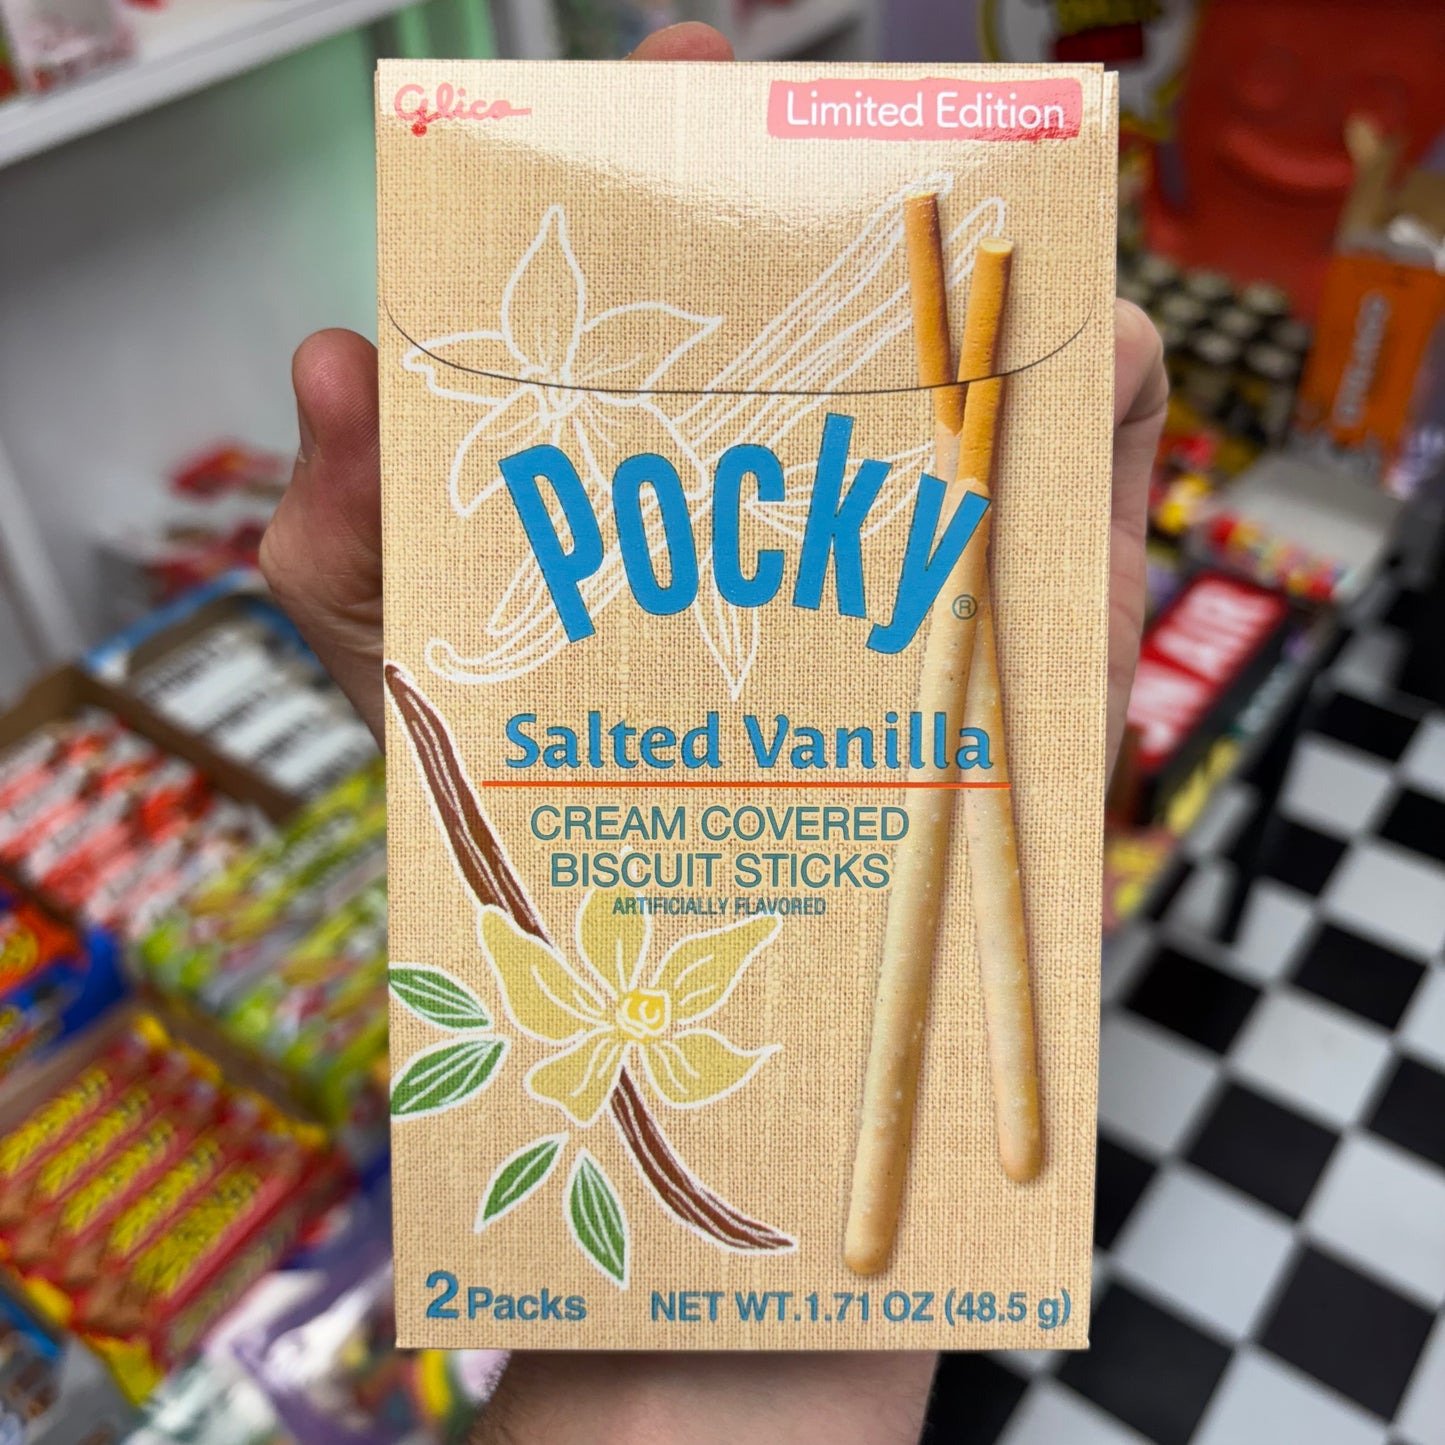 Glico
Limited Edition
Pocky®
Salted Vanilla
CREAM COVERED
BISCUIT STICKS
ARTIFICIALLY FLAVORED
2 Packs
NET WT.1.71 OZ (48.5 g)